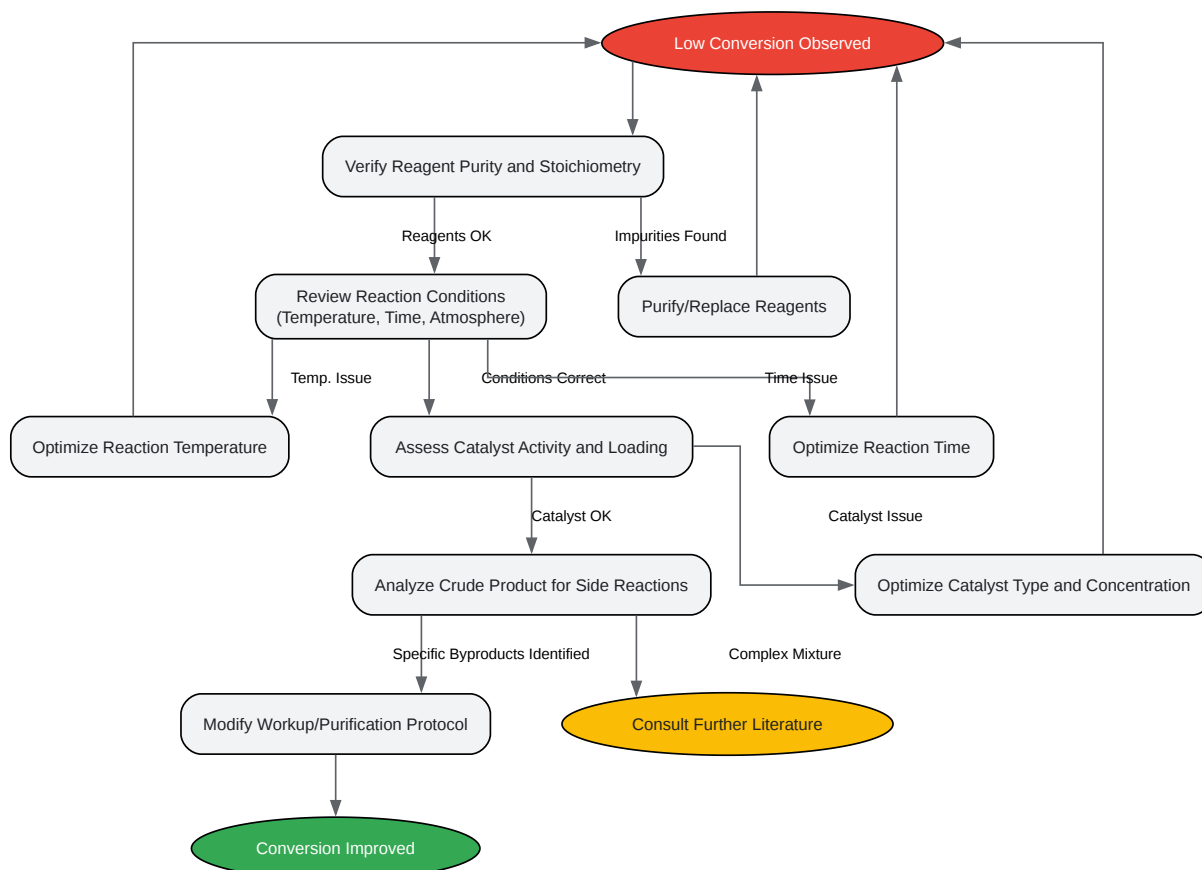 Low Conversion Observed
Verify Reagent Purity and Stoichiometry
Reagents OK
Impurities Found
Review Reaction Conditions
(Temperature, Time, Atmosphere)
Purify/Replace Reagents
Temp. Issue
Conditions Correct
Time Issue
Optimize Reaction Temperature
Assess Catalyst Activity and Loading
Optimize Reaction Time
Catalyst OK
Catalyst Issue
Analyze Crude Product for Side Reactions
Optimize Catalyst Type and Concentration
Specific Byproducts Identified
Complex Mixture
Modify Workup/Purification Protocol
Consult Further Literature
Conversion Improved